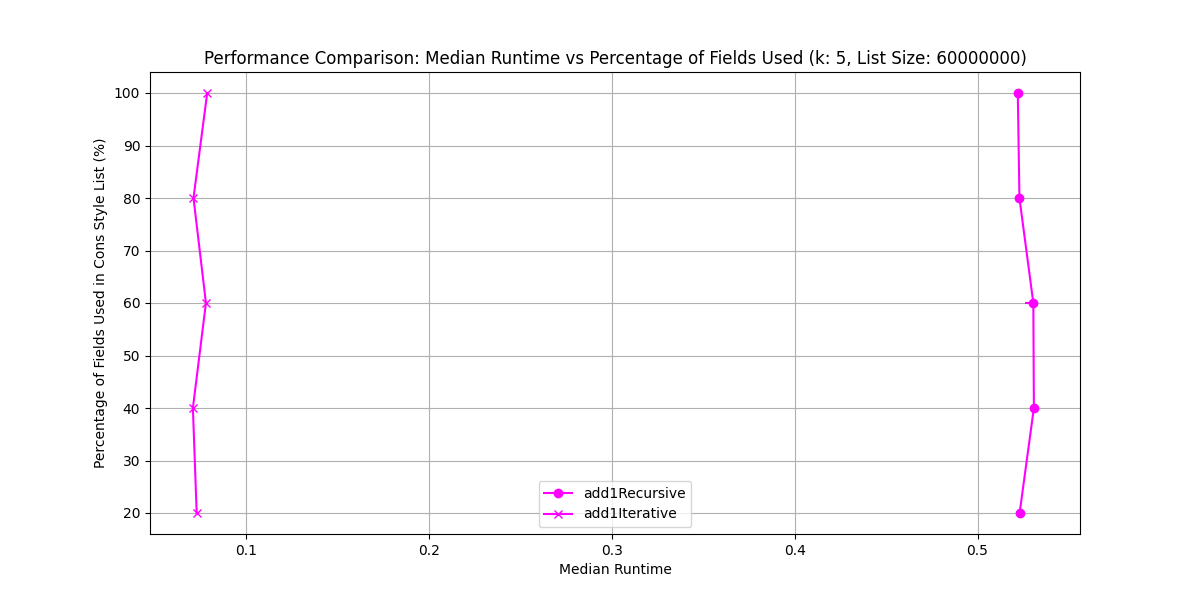 Performance Comparison: Median Runtime vs Percentage of Fields Used (k: 5, List Size: 60000000)
Percentage of Fields Used in Cons Style List (%)
100
90
80
70
60
50
40
30
20
add1Recursive
add1Iterative
0.1 0.2 0.3 0.4 0.5
Median Runtime